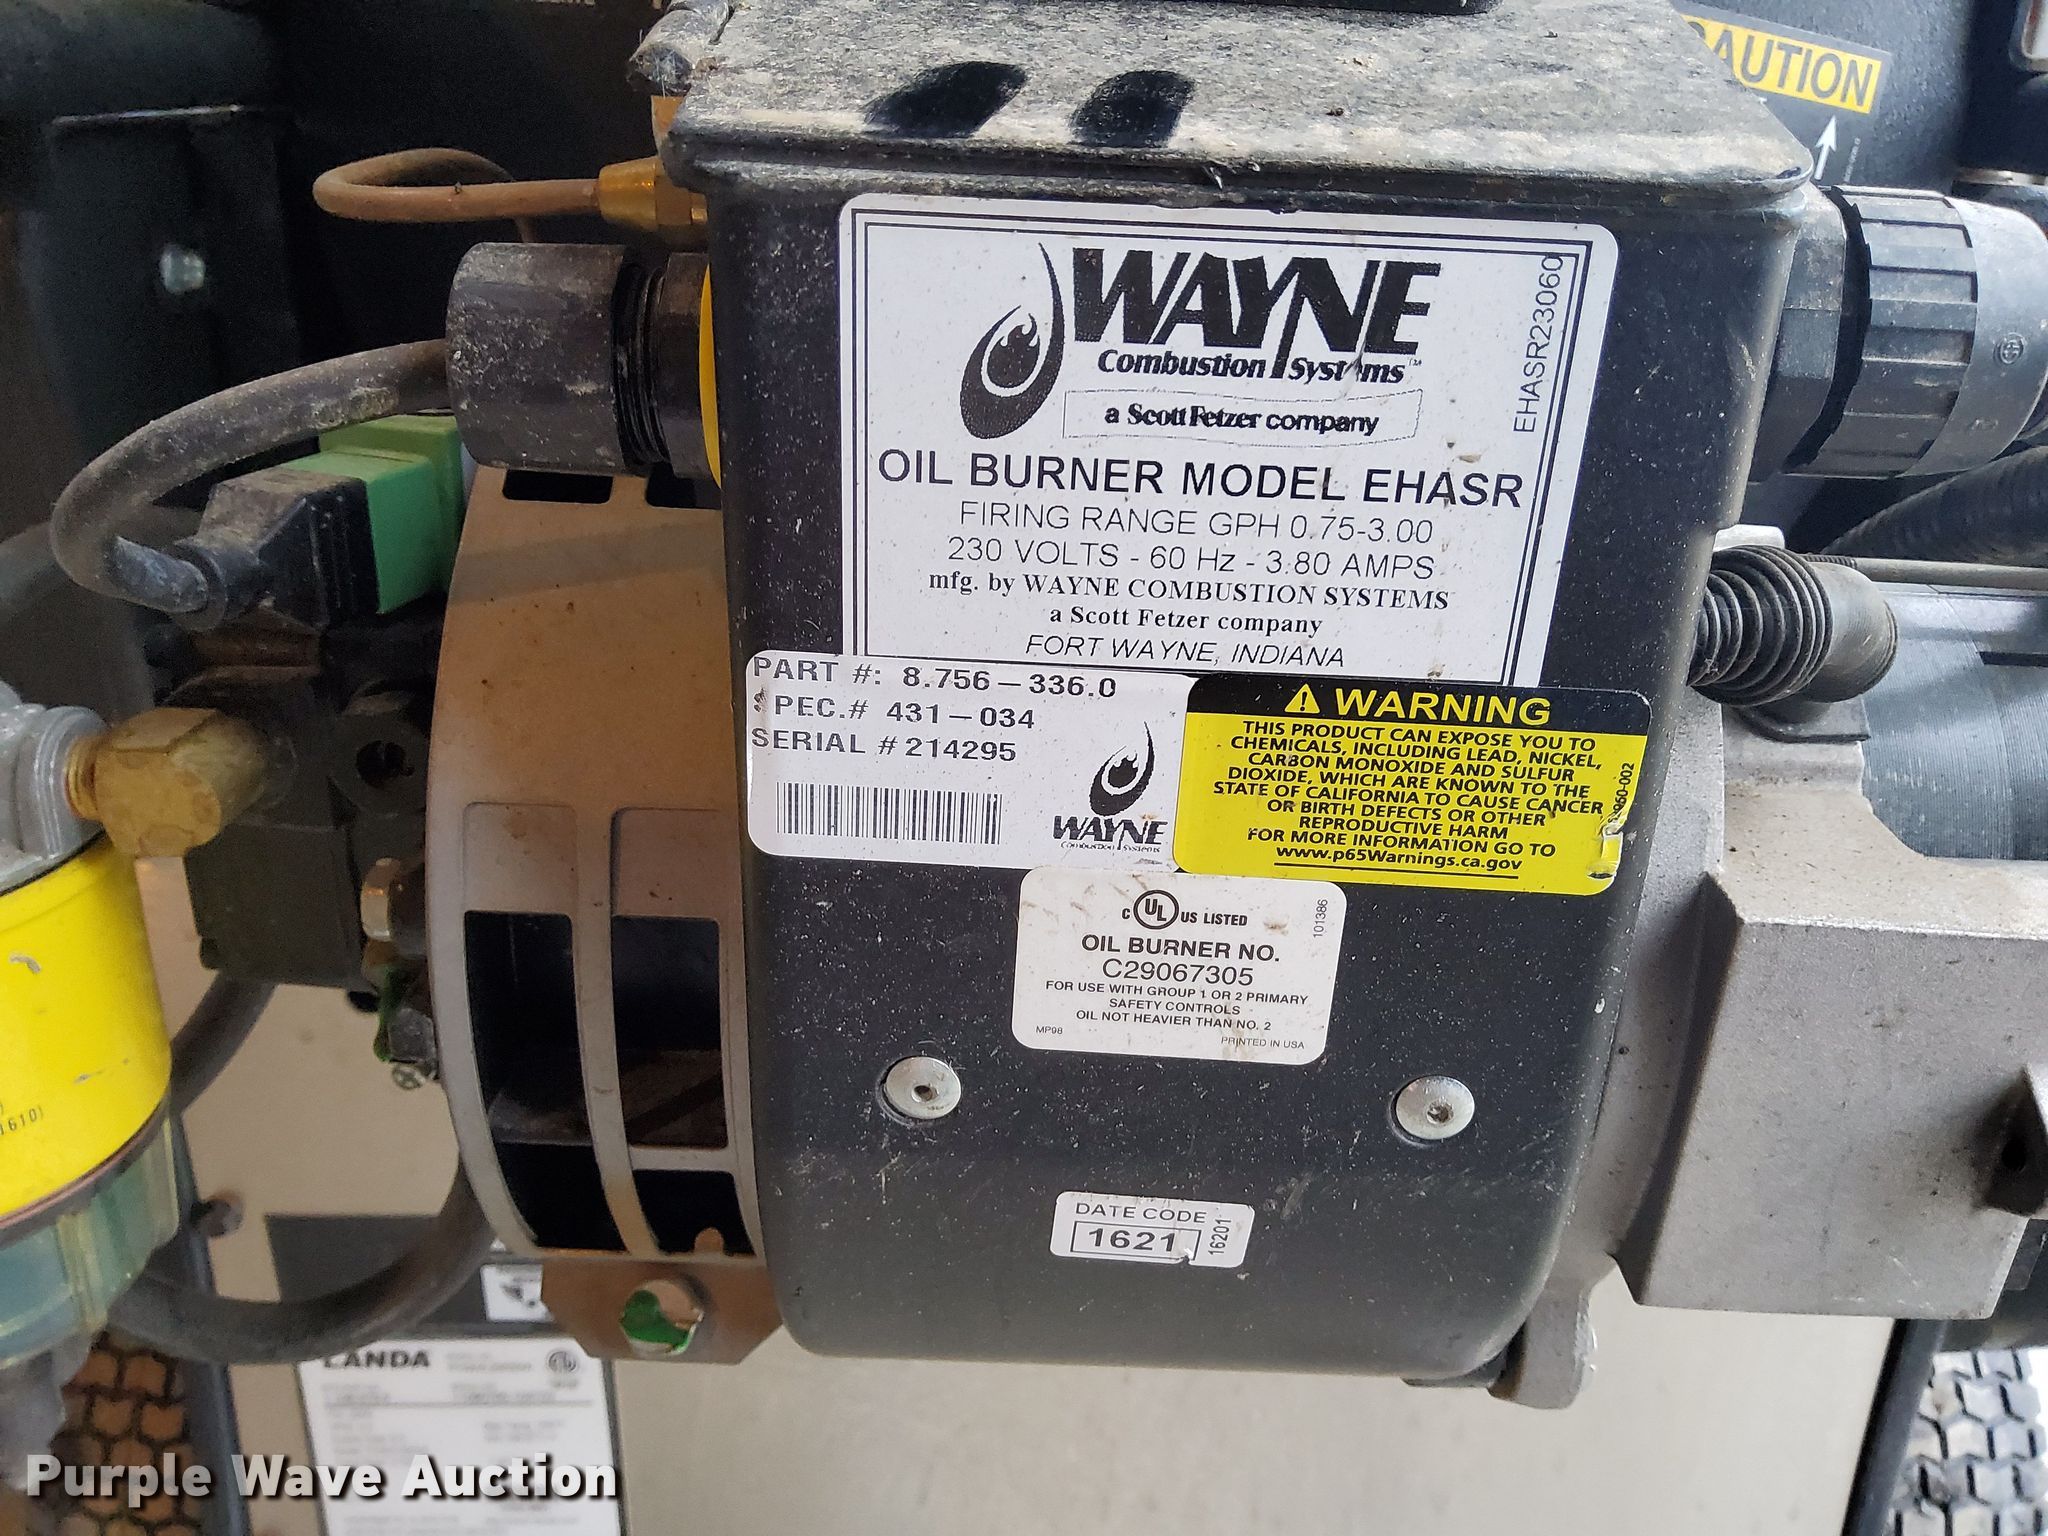 CAUTION
WAYNE
Combustion Systems
a Scott Fetzer company
EHASR23060
OIL BURNER MODEL EHASR
FIRING RANGE GPH 0.75-3.00
230 VOLTS - 60 Hz - 3.80 AMPS
mfg. by WAYNE COMBUSTION SYSTEMS
a Scott Fetzer company
FORT WAYNE, INDIANA
PART #: 8.756-336.0
SPEC.# 431-034
SERIAL # 214295
WAYNE
Combustion Systems
WARNING
THIS PRODUCT CAN EXPOSE YOU TO
CHEMICALS, INCLUDING LEAD, NICKEL,
CARBON MONOXIDE AND SULFUR
DIOXIDE, WHICH ARE KNOWN TO THE
STATE OF CALIFORNIA TO CAUSE CANCER
OR BIRTH DEFECTS OR OTHER
REPRODUCTIVE HARM
FOR MORE INFORMATION GO TO
www.p65Warnings.ca.gov
C UL US LISTED
101386
OIL BURNER NO.
C29067305
FOR USE WITH GROUP 1 OR 2 PRIMARY
SAFETY CONTROLS
OIL NOT HEAVIER THAN NO. 2
MP98
PRINTED IN USA
DATE CODE
1621
16201
1610)
LANDA
Purple Wave Auction